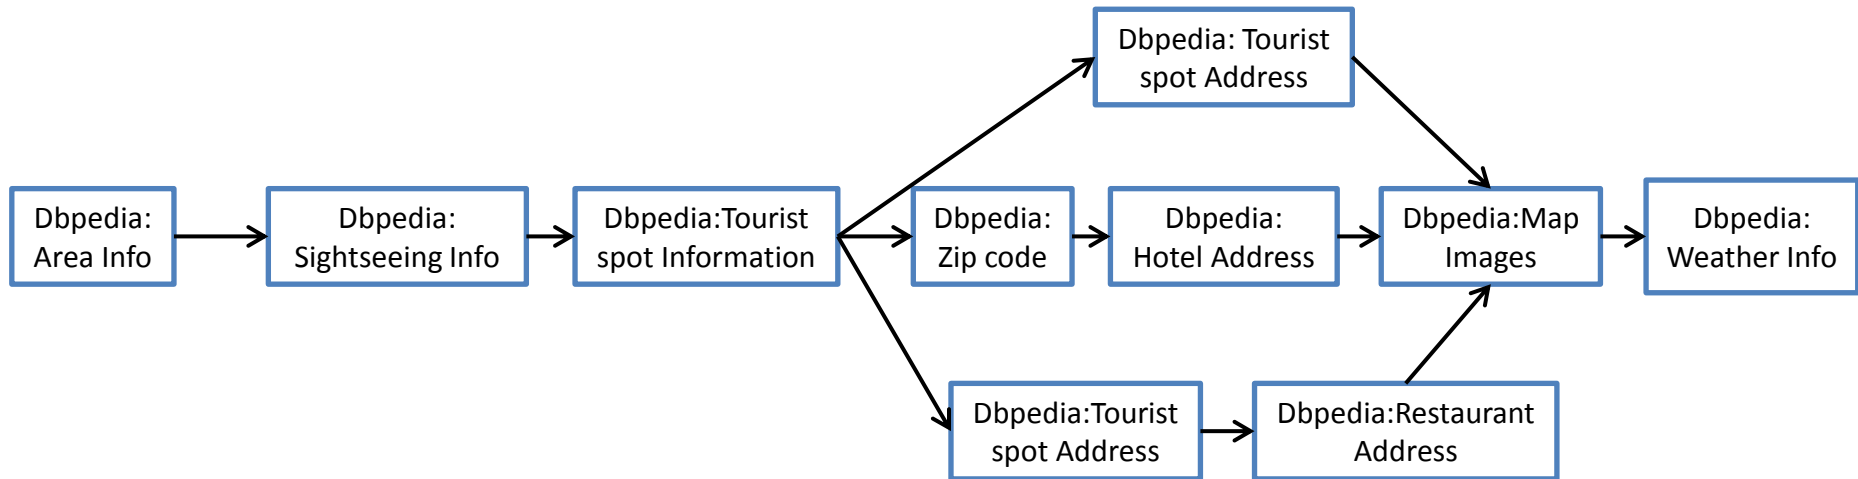 Dbpedia: Tourist
spot Address
Dbpedia:
Area Info
Dbpedia:
Sightseeing Info
Dbpedia:Tourist
spot Information
Dbpedia:
Zip code
Dbpedia:
Hotel Address
Dbpedia:Map
Images
Dbpedia:
Weather Info
Dbpedia:Tourist
spot Address
Dbpedia:Restaurant
Address